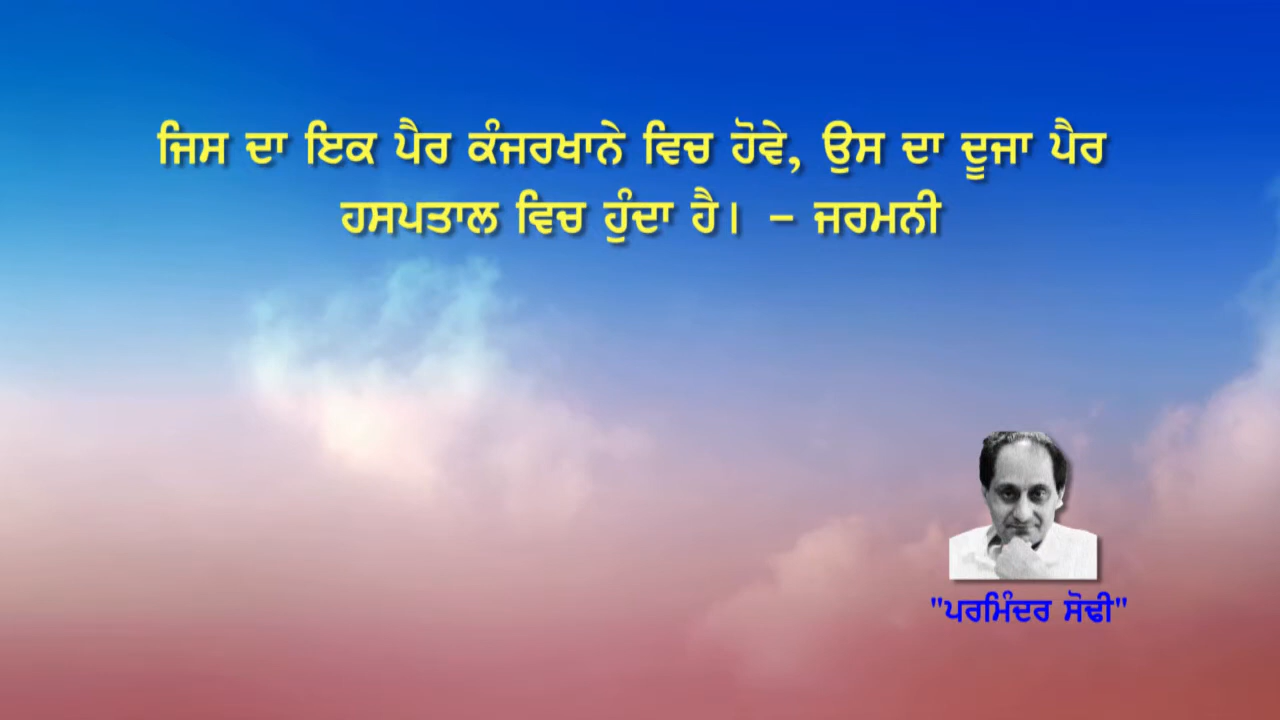 ਜਿਸ ਦਾ ਇਕ ਪੈਰ ਕੰਜਰਖਾਨੇ ਵਿਚ ਹੋਵੇ, ਉਸ ਦਾ ਦੂਜਾ ਪੈਰ
ਹਸਪਤਾਲ ਵਿਚ ਹੁੰਦਾ ਹੈ। – ਜਰਮਨੀ
"ਪਰਮਿੰਦਰ ਸੋਢੀ"